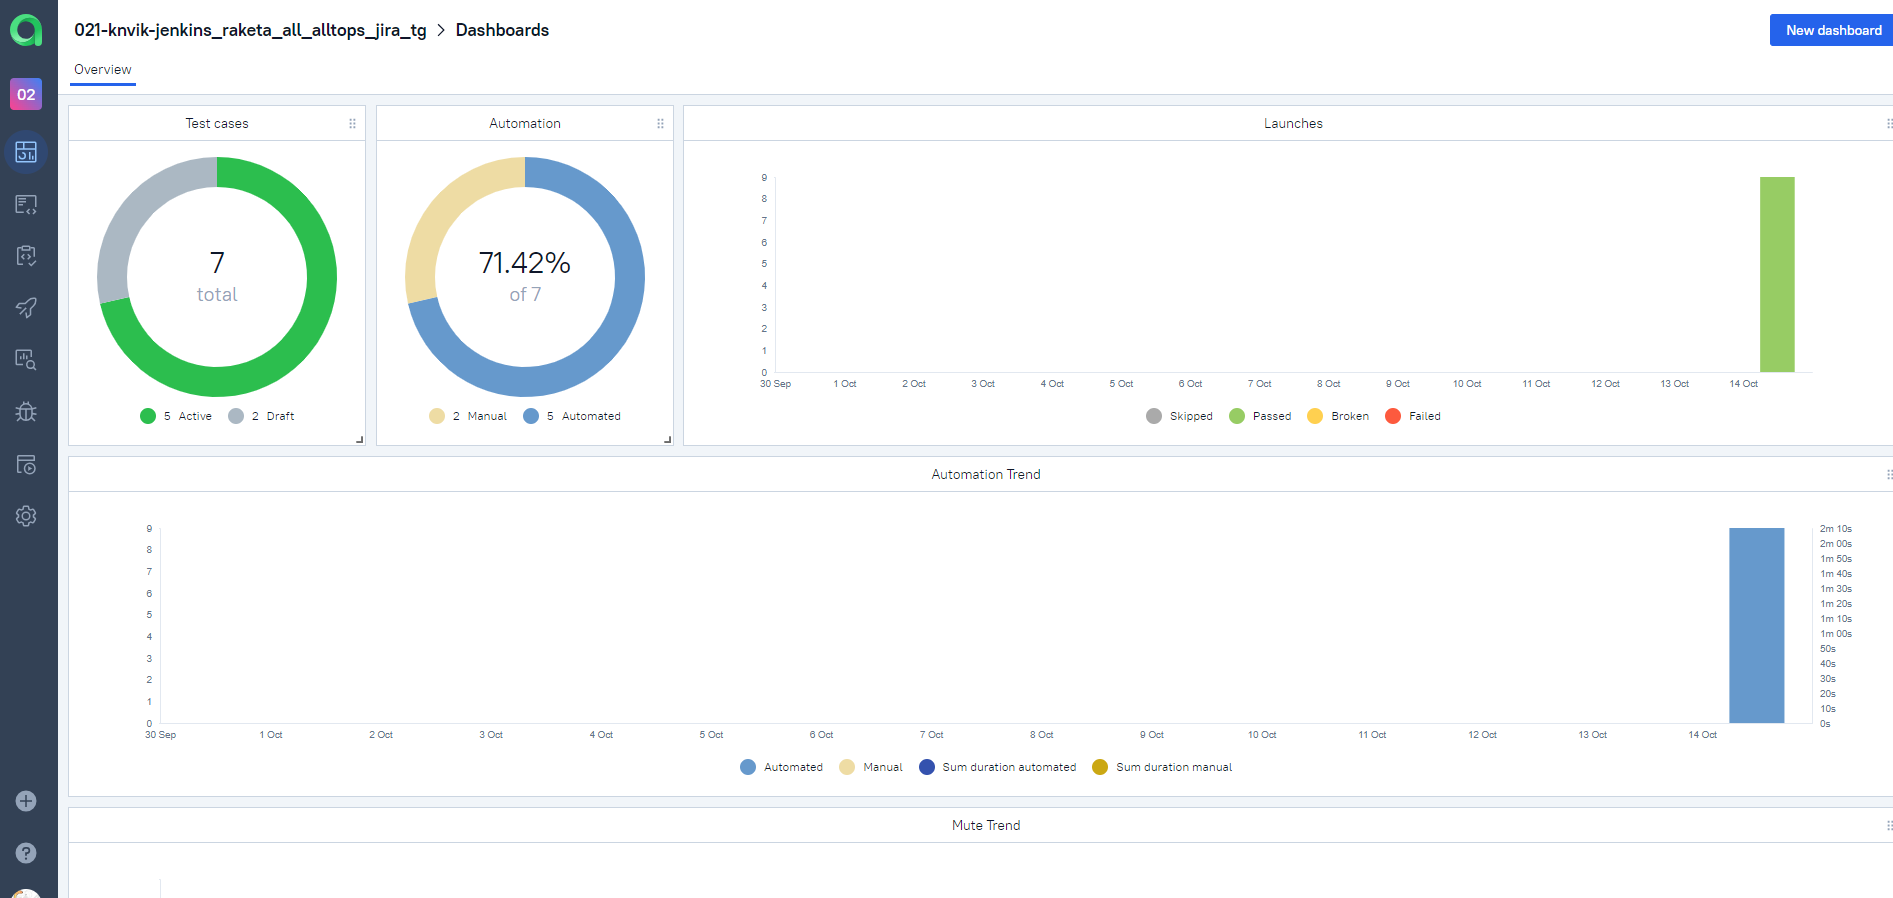 021-knvik-jenkins_raketa_all_alltops_jira_tg > Dashboards
New dashboard
Overview
02
Test cases
7
total
5 Active 2 Draft
Automation
71.42%
of 7
2 Manual 5 Automated
Launches
9
8
7
6
5
4
3
2
1
0
30 Sep 1 Oct 2 Oct 3 Oct 4 Oct 5 Oct 6 Oct 7 Oct 8 Oct 9 Oct 10 Oct 11 Oct 12 Oct 13 Oct 14 Oct
Skipped Passed Broken Failed
Automation Trend
9
8
7
6
5
4
3
2
1
0
2m 10s
2m 00s
1m 50s
1m 40s
1m 30s
1m 20s
1m 10s
1m 00s
50s
40s
30s
20s
10s
0s
30 Sep 1 Oct 2 Oct 3 Oct 4 Oct 5 Oct 6 Oct 7 Oct 8 Oct 9 Oct 10 Oct 11 Oct 12 Oct 13 Oct 14 Oct
Automated Manual Sum duration automated Sum duration manual
Mute Trend